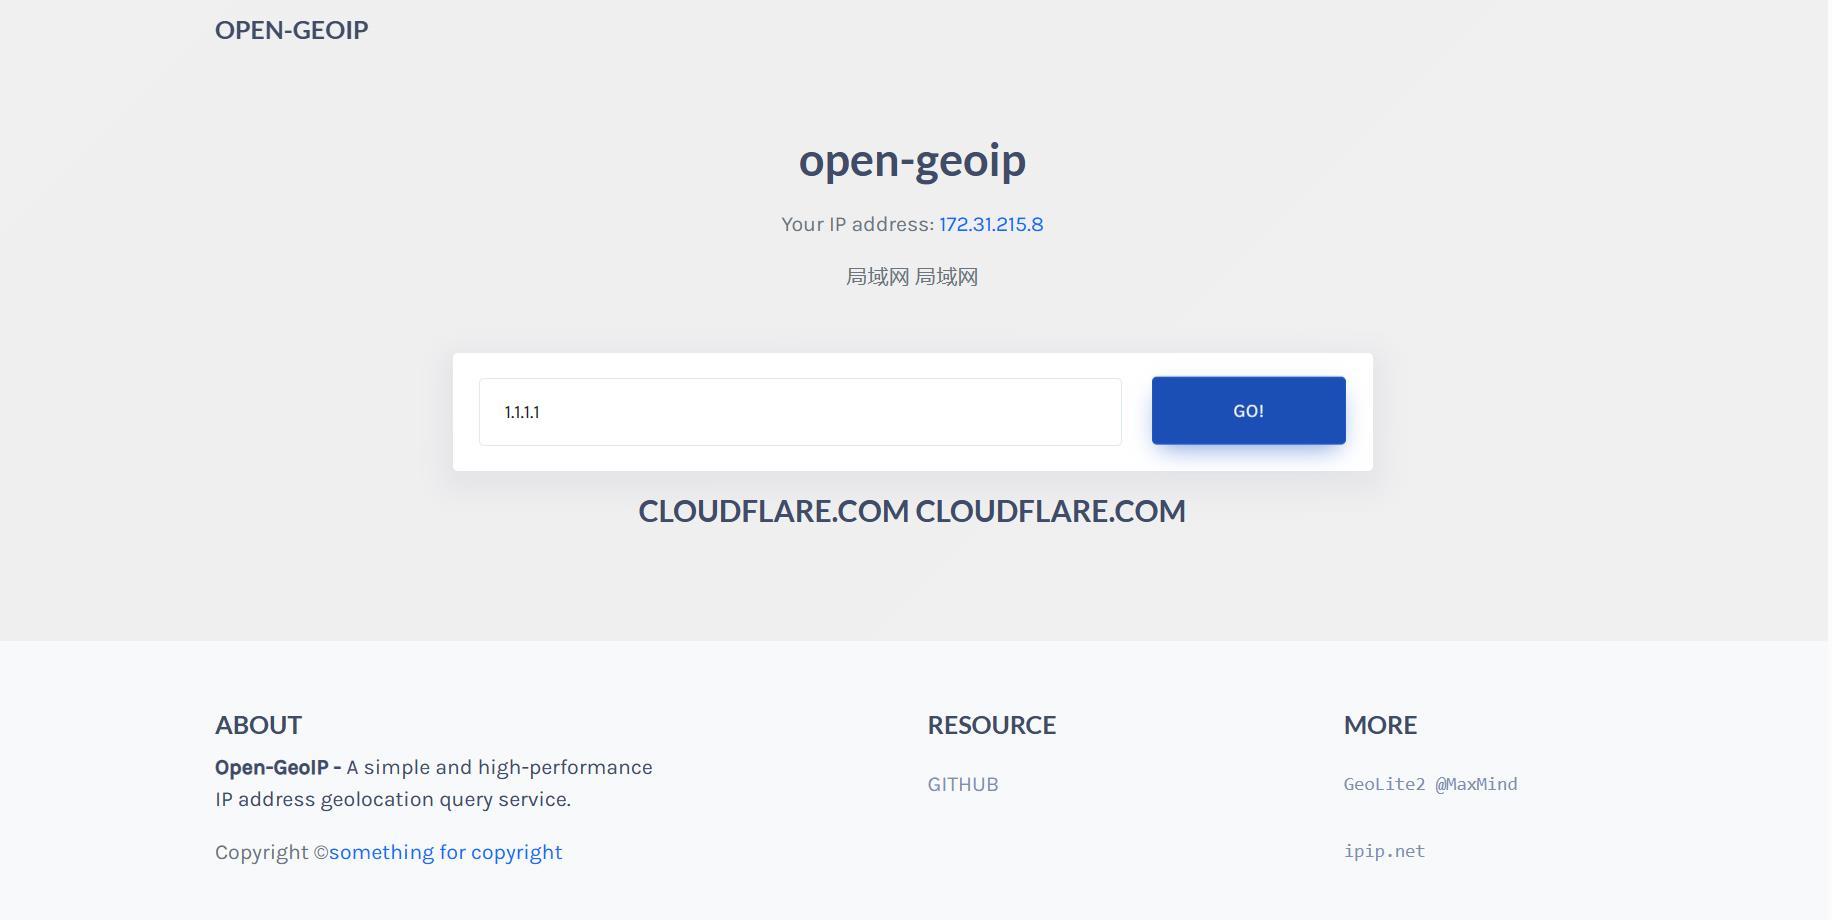 OPEN-GEOIP
open-geoip
Your IP address: 172.31.215.8
局域网 局域网
1.1.1.1
GO!
CLOUDFLARE.COM CLOUDFLARE.COM
ABOUT
Open-GeoIP - A simple and high-performance
IP address geolocation query service.
Copyright ©something for copyright
RESOURCE
GITHUB
MORE
GeoLite2 @MaxMind
ipip.net